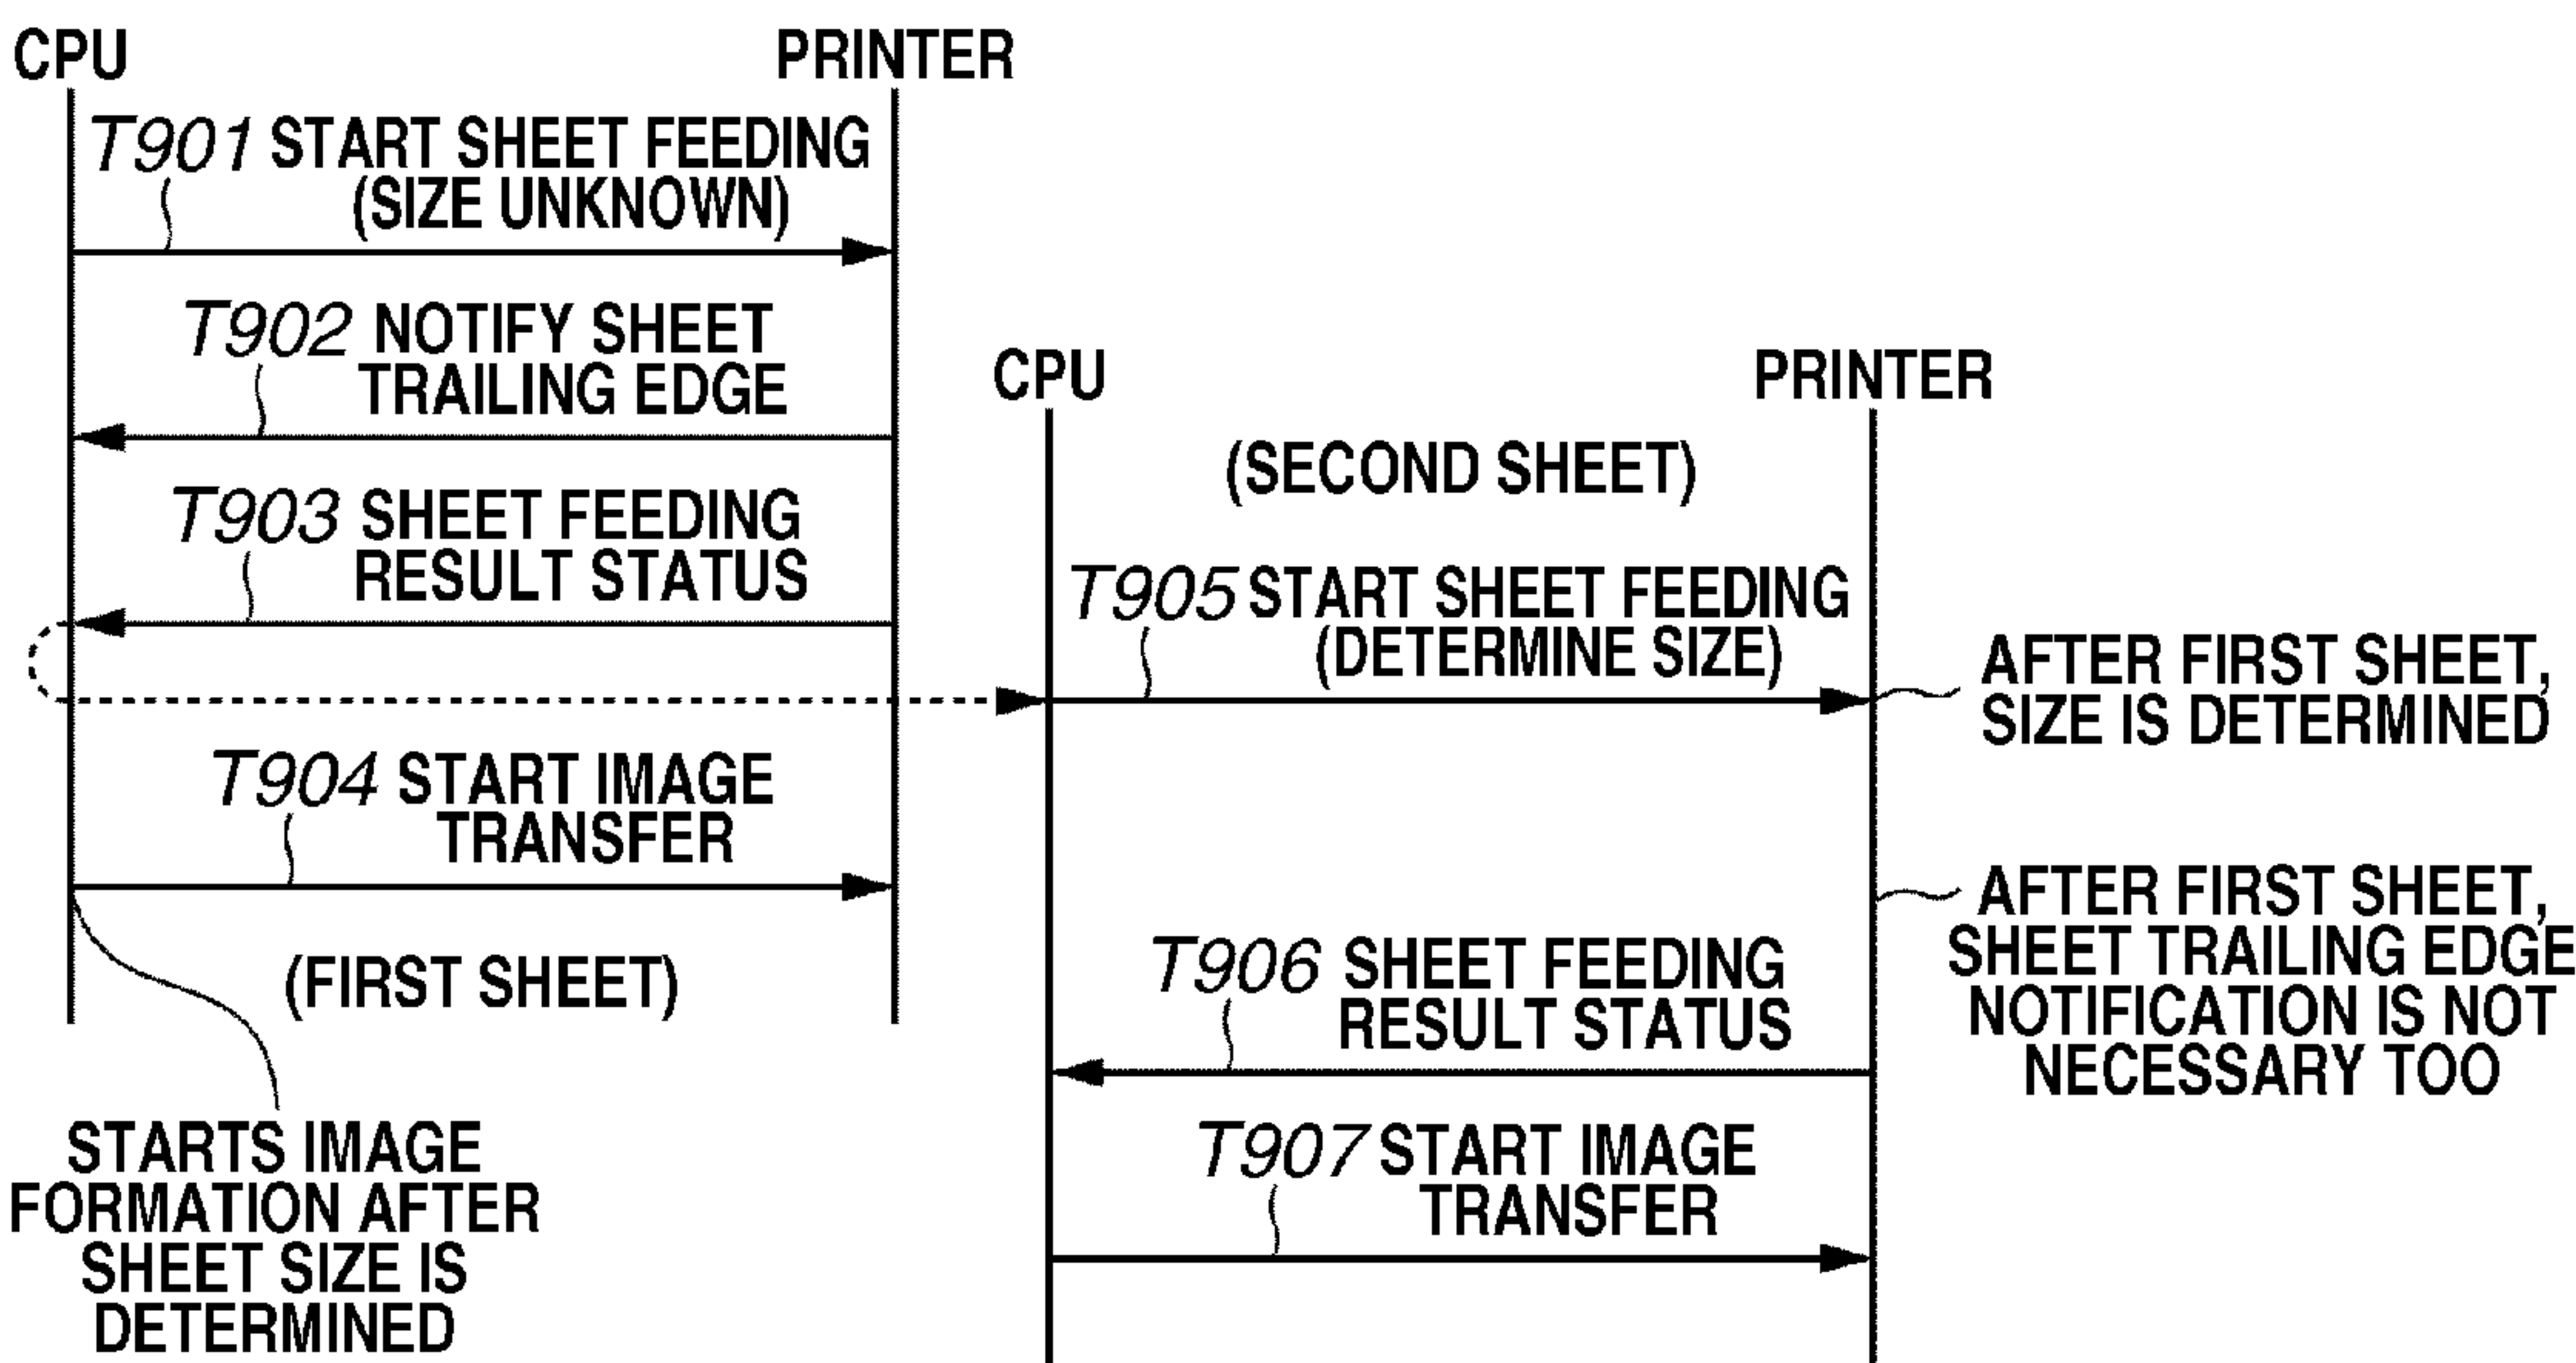 CPU
PRINTER
T901 START SHEET FEEDING
(SIZE UNKNOWN)
T902 NOTIFY SHEET
TRAILING EDGE
T903 SHEET FEEDING
RESULT STATUS
T904 START IMAGE
TRANSFER
(FIRST SHEET)
STARTS IMAGE
FORMATION AFTER
SHEET SIZE IS
DETERMINED
CPU
PRINTER
(SECOND SHEET)
T905 START SHEET FEEDING
(DETERMINE SIZE)
AFTER FIRST SHEET,
SIZE IS DETERMINED
AFTER FIRST SHEET,
SHEET TRAILING EDGE
NOTIFICATION IS NOT
NECESSARY TOO
T906 SHEET FEEDING
RESULT STATUS
T907 START IMAGE
TRANSFER